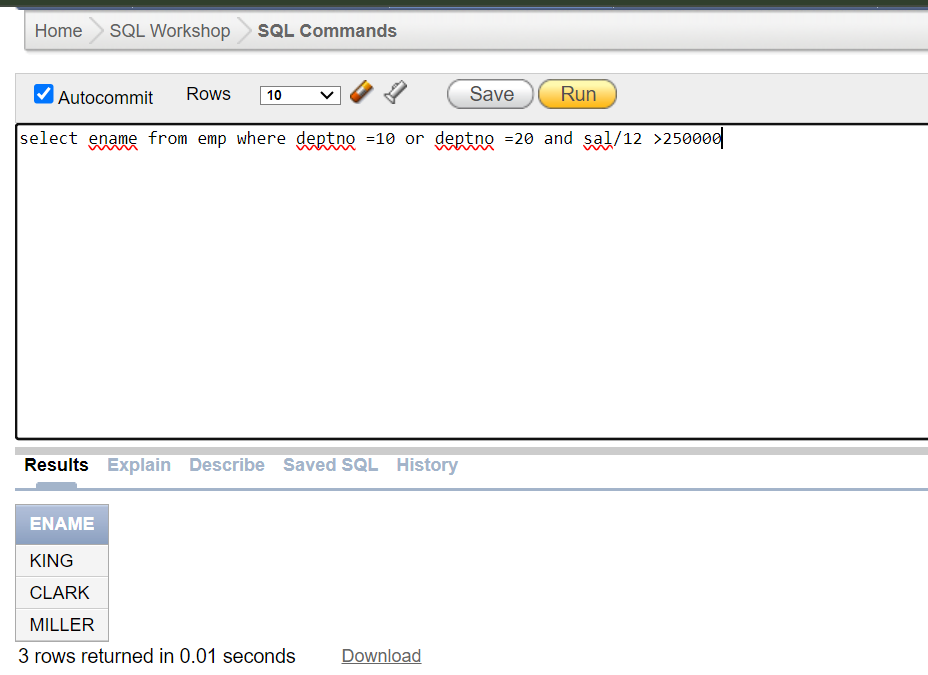 Home SQL Workshop SQL Commands
Autocommit Rows 10 Save Run
select ename from emp where deptno =10 or deptno =20 and sal/12 >250000
Results Explain Describe Saved SQL History
ENAME
KING
CLARK
MILLER
3 rows returned in 0.01 seconds Download